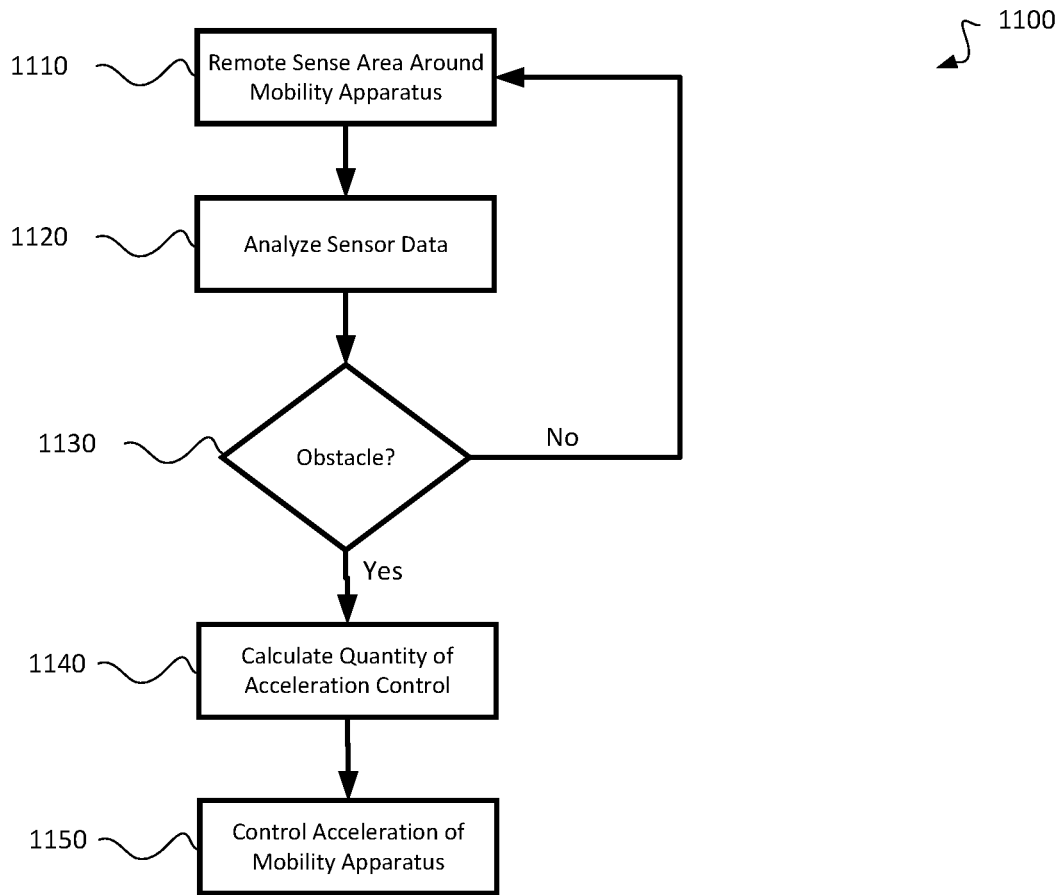 1100
1110
Remote Sense Area Around
Mobility Apparatus
1120
Analyze Sensor Data
1130
Obstacle?
No
Yes
1140
Calculate Quantity of
Acceleration Control
1150
Control Acceleration of
Mobility Apparatus